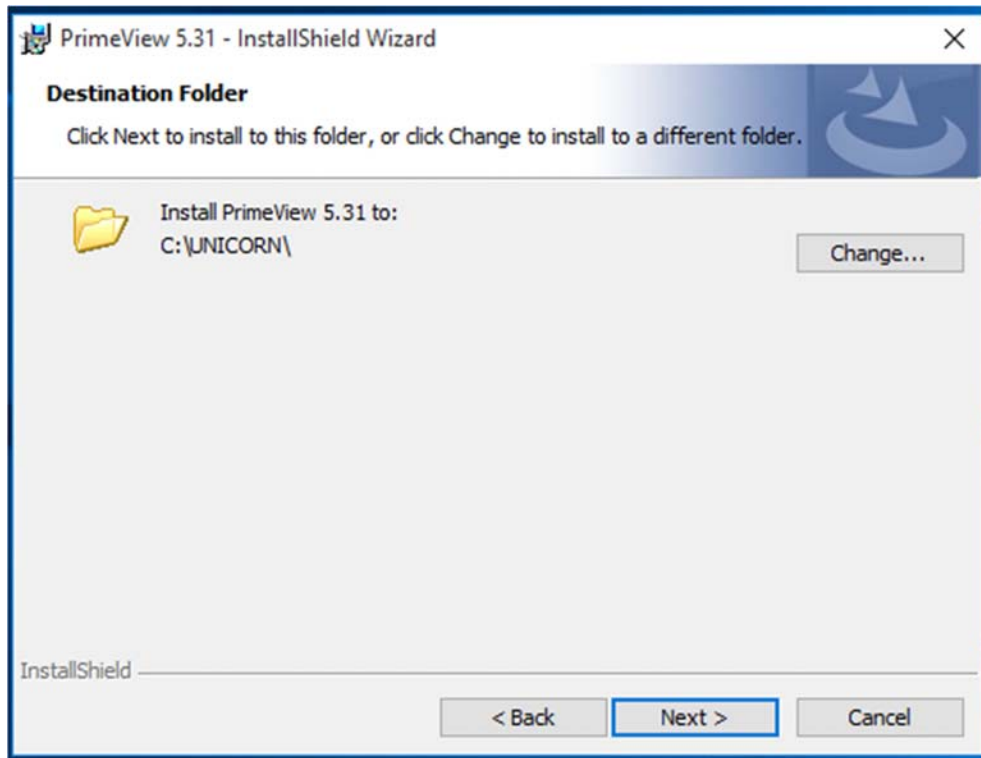 PrimeView 5.31 - InstallShield Wizard
Destination Folder
Click Next to install to this folder, or click Change to install to a different folder.
Install PrimeView 5.31 to:
C:\UNICORN\
Change...
InstallShield
< Back
Next >
Cancel